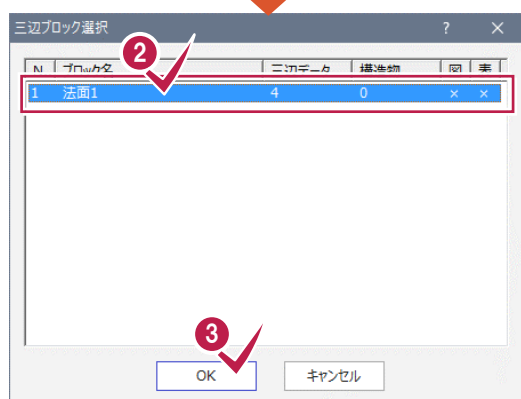 三辺ブロック選択 ? ×
2
N ブロック名 三辺データ 構造物 図 表
1 法面1 4 0 × ×
3
OK キャンセル